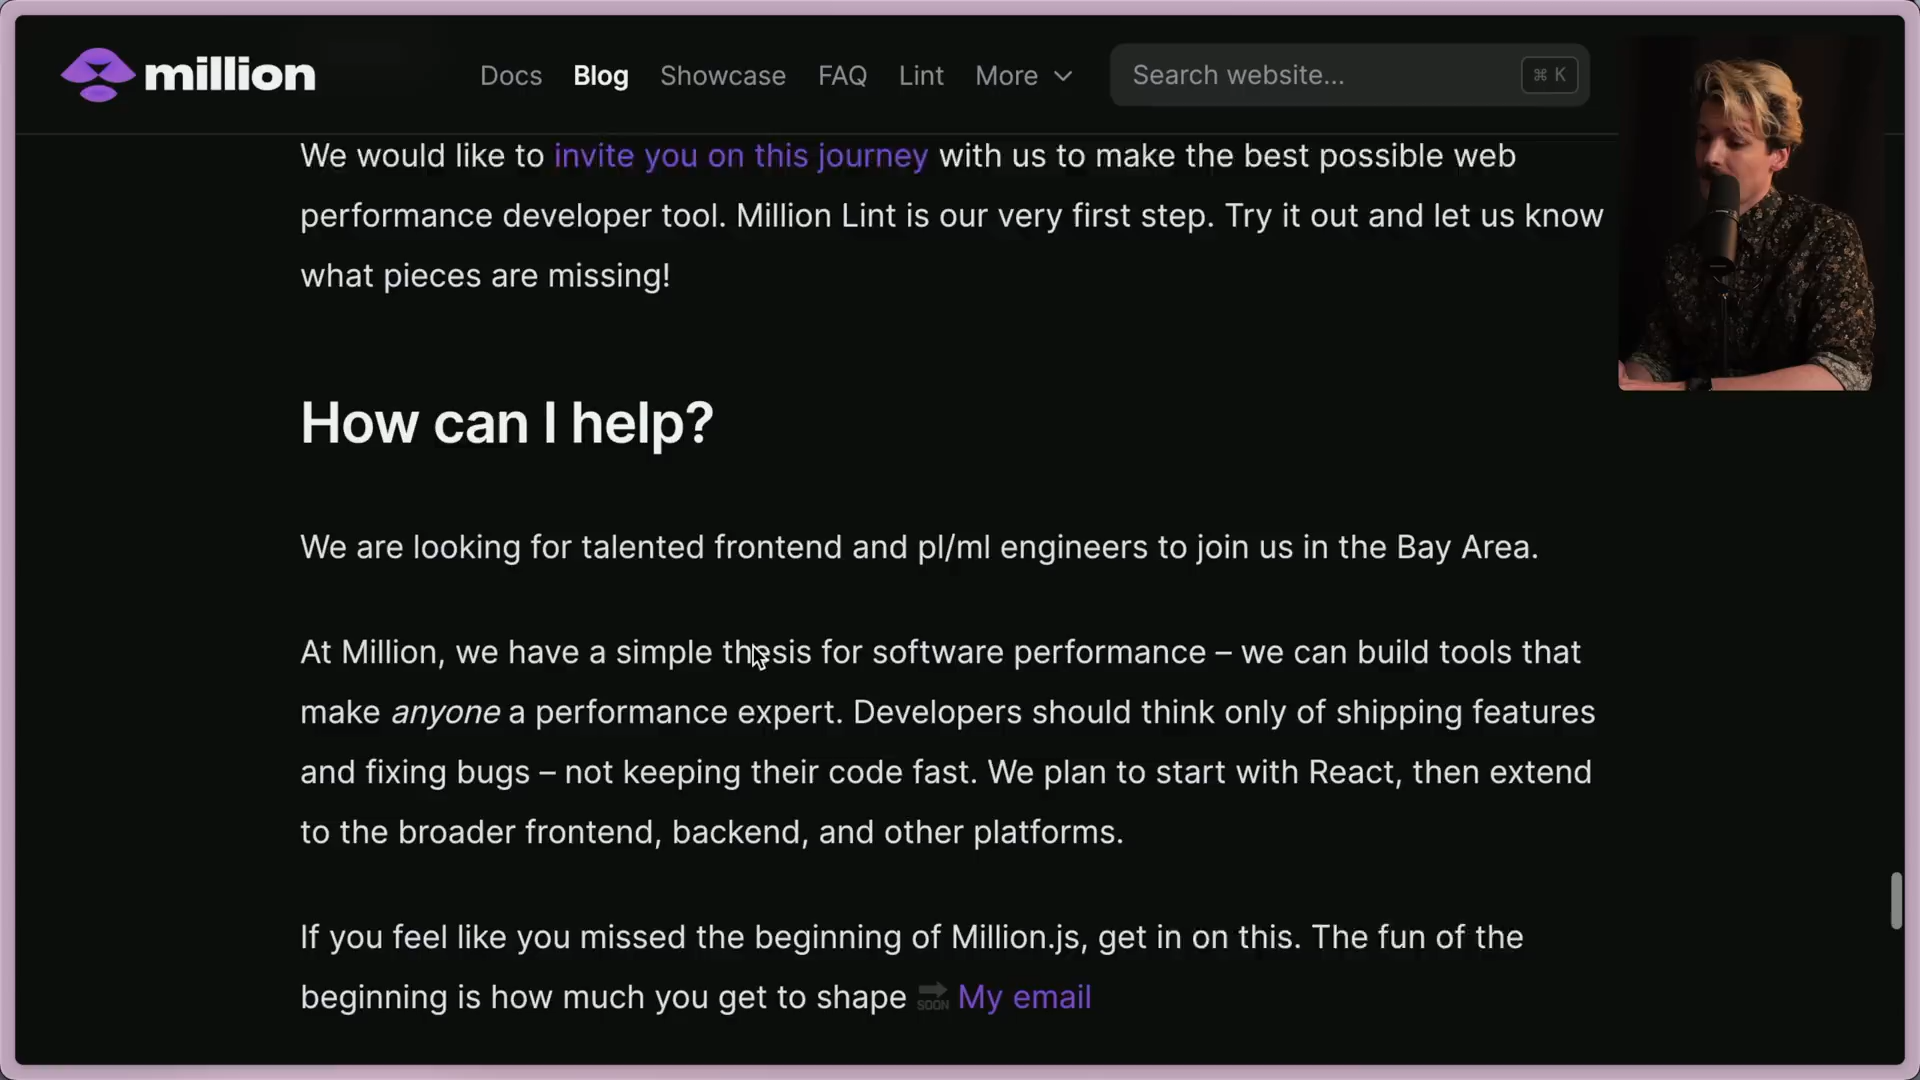 million
Docs Blog Showcase FAQ Lint More Search website... ⌘ K
We would like to invite you on this journey with us to make the best possible web
performance developer tool. Million Lint is our very first step. Try it out and let us know
what pieces are missing!
How can I help?
We are looking for talented frontend and pl/ml engineers to join us in the Bay Area.
At Million, we have a simple thesis for software performance – we can build tools that
make anyone a performance expert. Developers should think only of shipping features
and fixing bugs – not keeping their code fast. We plan to start with React, then extend
to the broader frontend, backend, and other platforms.
If you feel like you missed the beginning of Million.js, get in on this. The fun of the
beginning is how much you get to shape 🔜 My email